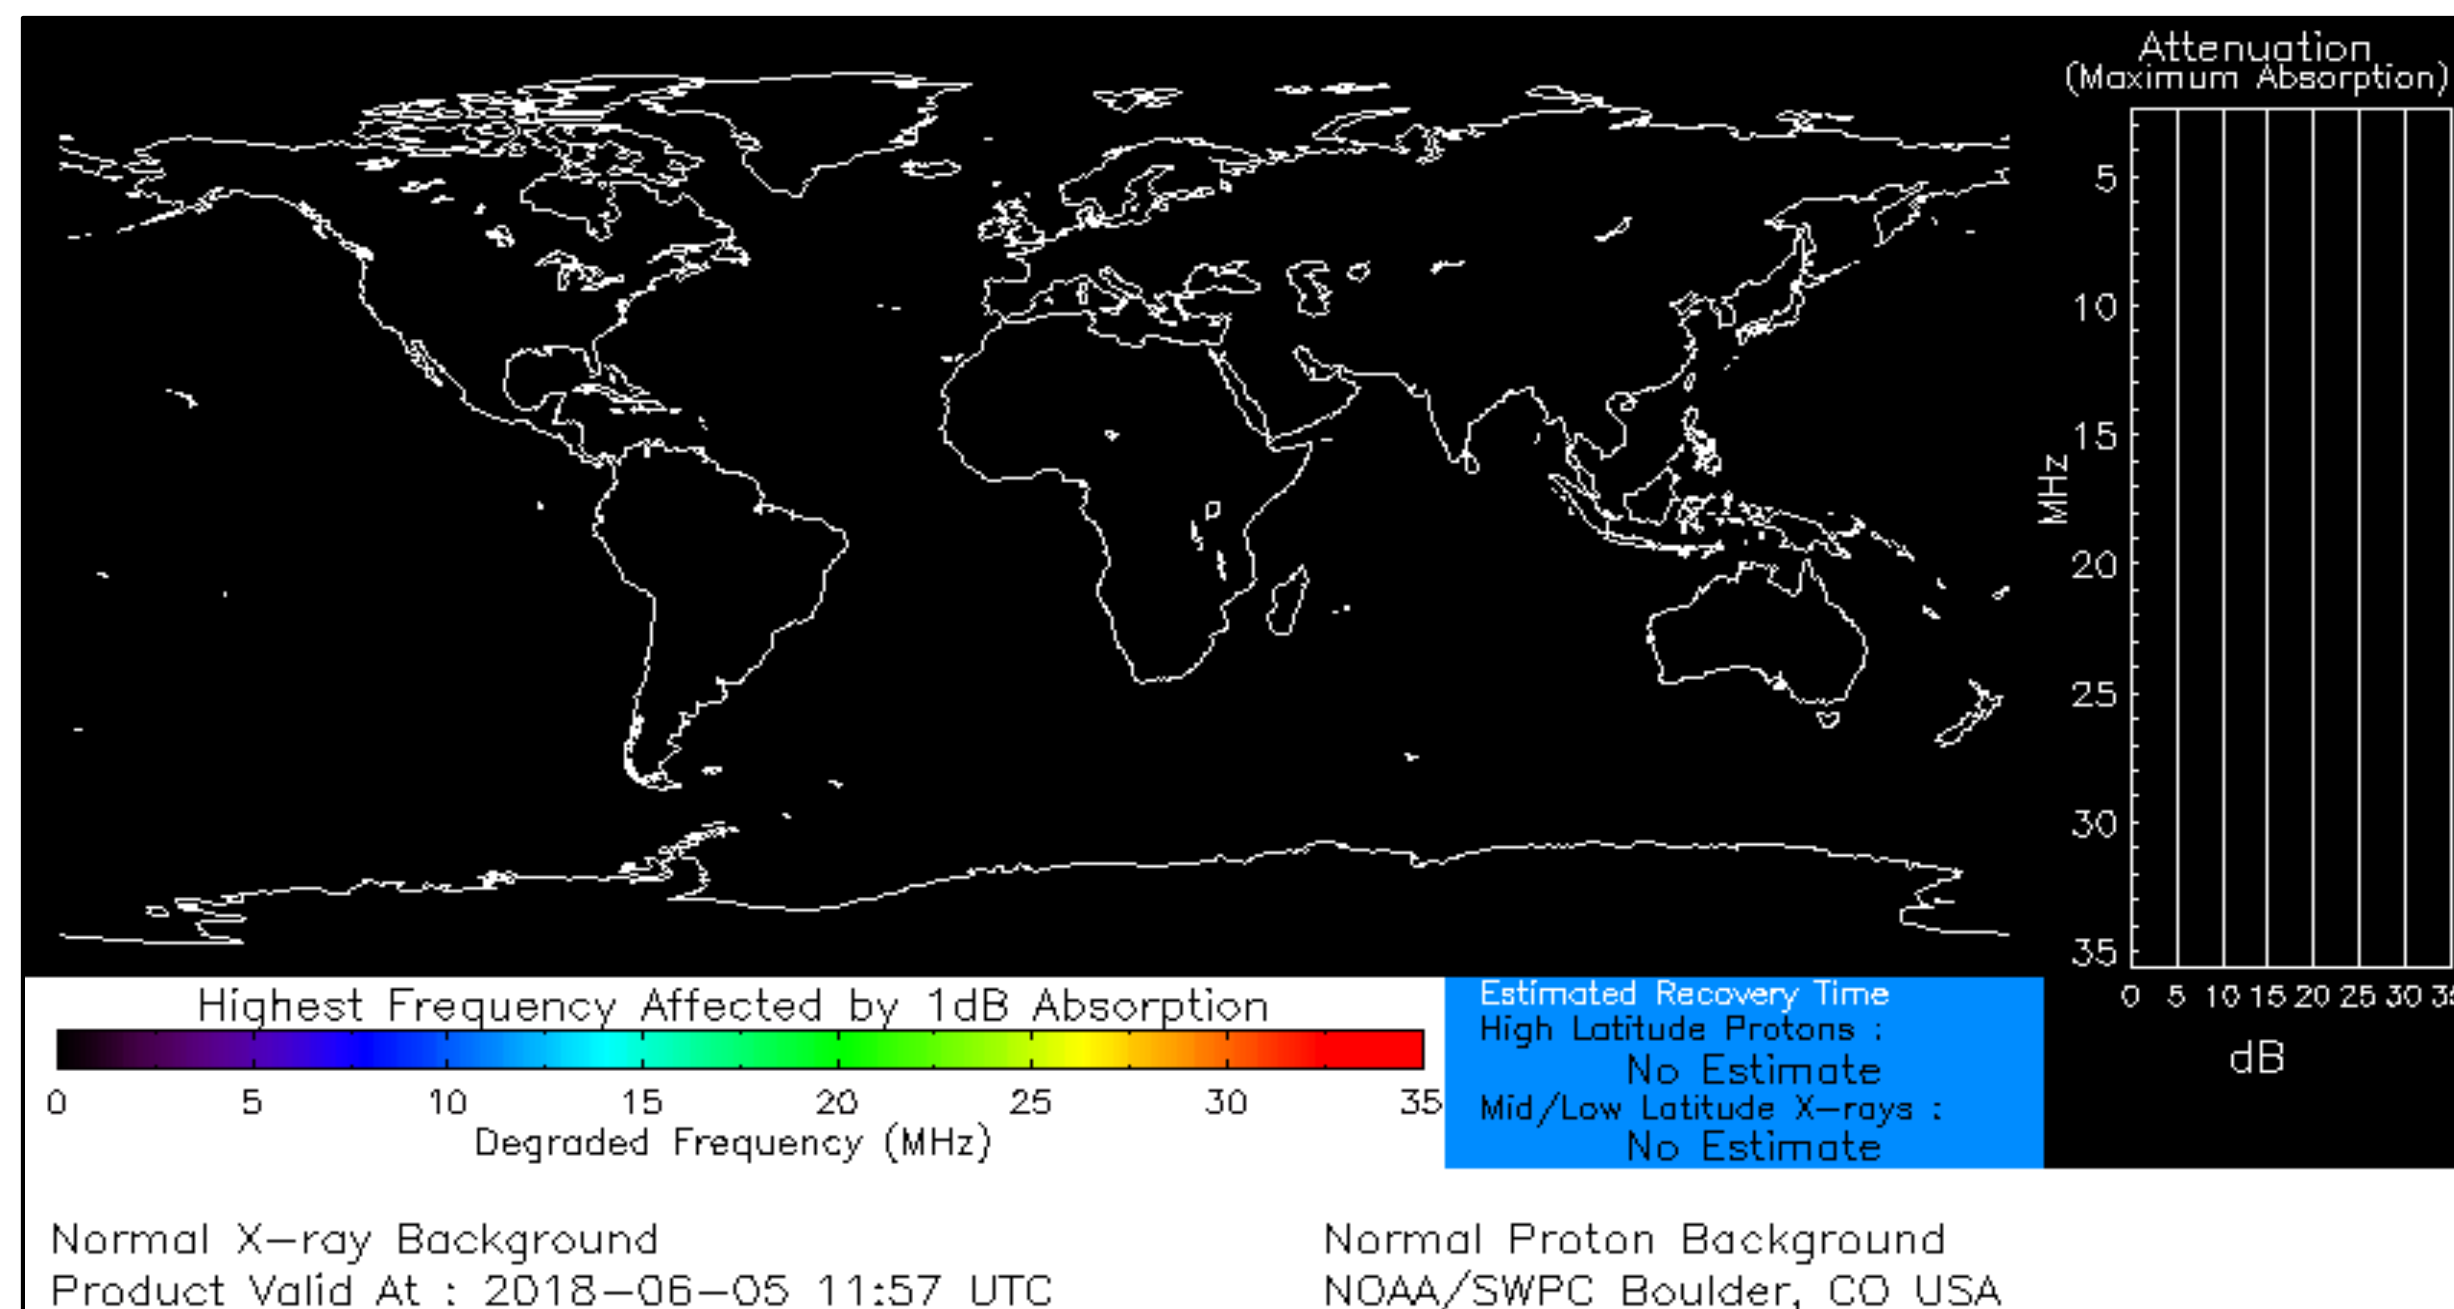 Attenuation
(Maximum Absorption)
5
10
15
20
25
30
35
MHz
0 5 10 15 20 25 30
dB
Highest Frequency Affected by 1dB Absorption
0 5 10 15 20 25 30 35
Degraded Frequency (MHz)
Estimated Recovery Time
High Latitude Protons :
No Estimate
Mid/Low Latitude X-rays :
No Estimate
Normal X-ray Background
Normal Proton Background
Product Valid At : 2018-06-05 11:57 UTC
NOAA/SWPC Boulder, CO USA